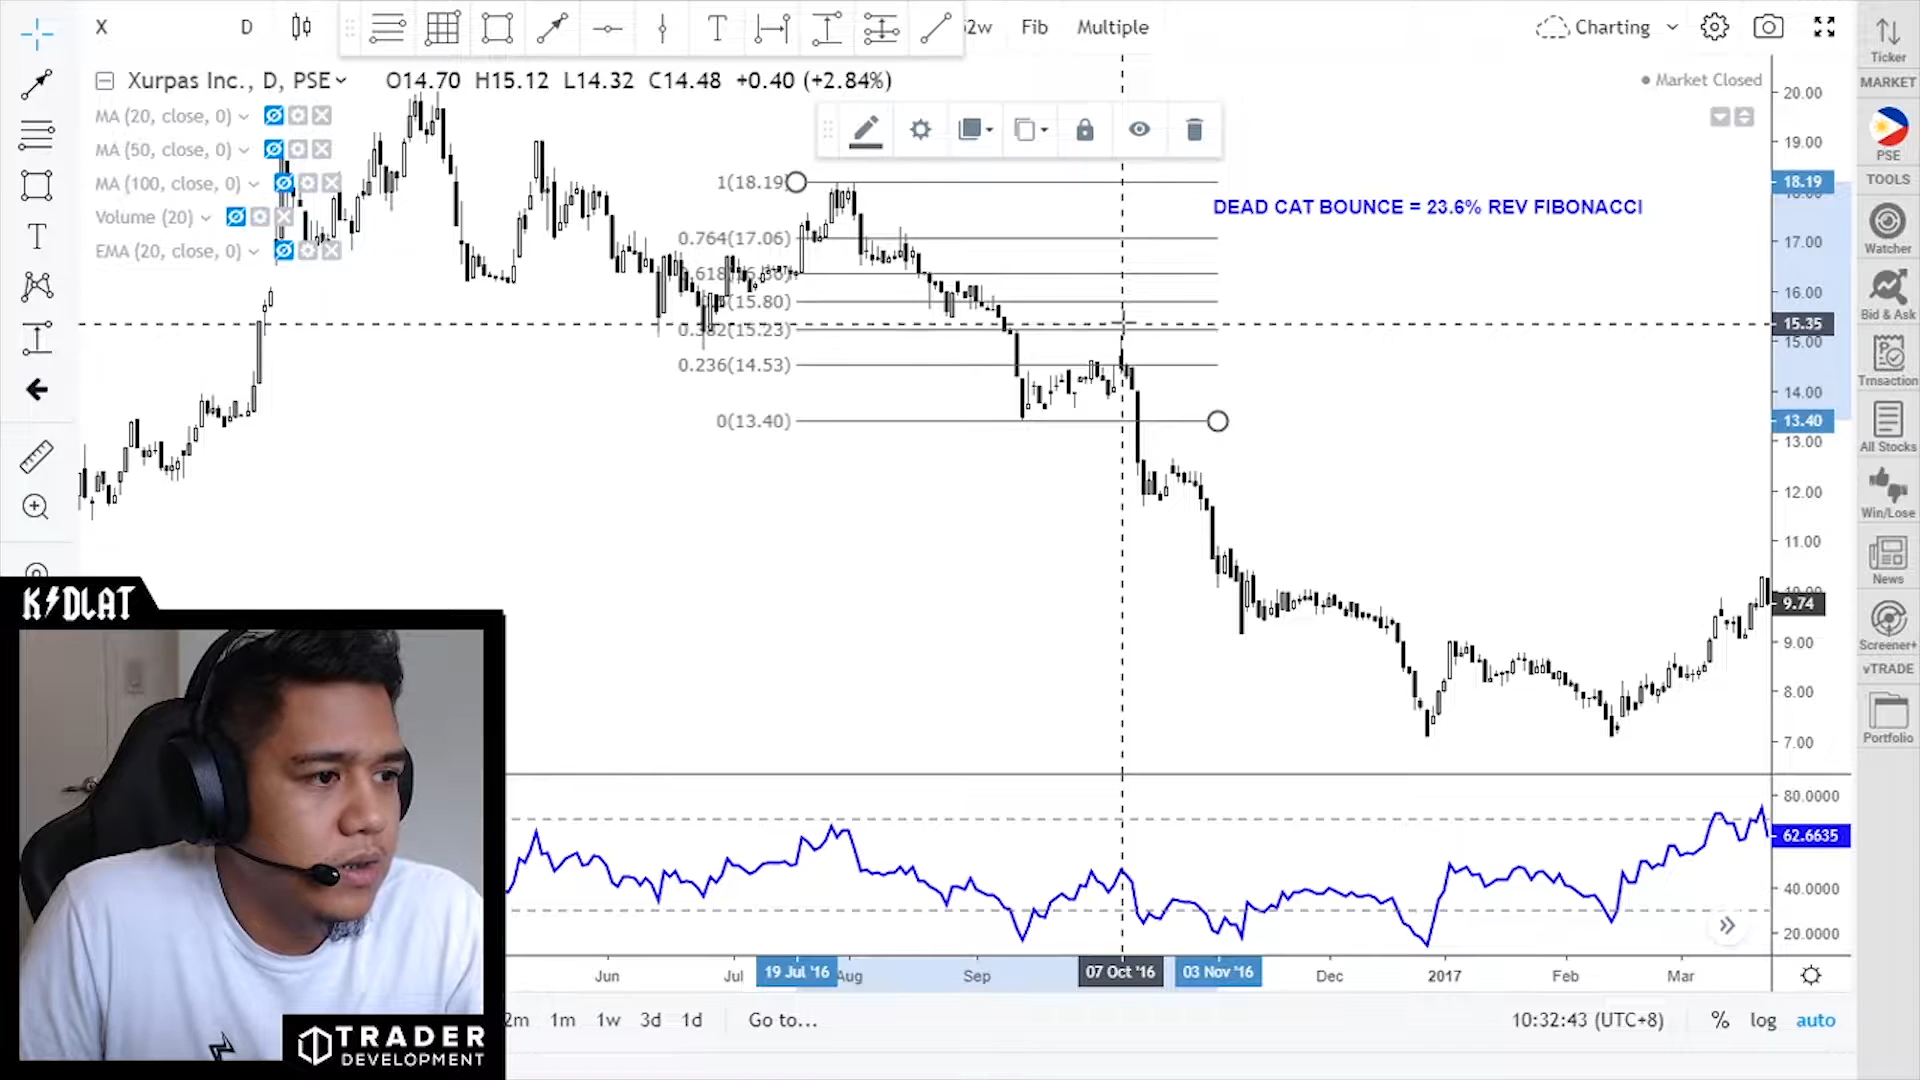 X
D
2w
Fib
Multiple
Charting
Ticker
MARKET
PSE
TOOLS
Watcher
Bid & Ask
Trnsaction
All Stocks
Win/Lose
News
Screener+
vTRADE
Portfolio
Xurpas Inc., D, PSE
O14.70 H15.12 L14.32 C14.48 +0.40 (+2.84%)
Market Closed
MA (20, close, 0)
MA (50, close, 0)
MA (100, close, 0)
Volume (20)
EMA (20, close, 0)
1(18.19)
0.764(17.06)
(15.80)
0.382(15.23)
0.236(14.53)
0(13.40)
DEAD CAT BOUNCE = 23.6% REV FIBONACCI
20.00
19.00
18.19
17.00
16.00
15.35
15.00
14.00
13.40
13.00
12.00
11.00
9.74
9.00
8.00
7.00
80.0000
62.6635
40.0000
20.0000
Jun
Jul
19 Jul '16
Aug
Sep
07 Oct '16
03 Nov '16
Dec
2017
Feb
Mar
2m 1m 1w 3d 1d Go to...
10:32:43 (UTC+8) % log auto
KIDLAT
TRADER
DEVELOPMENT